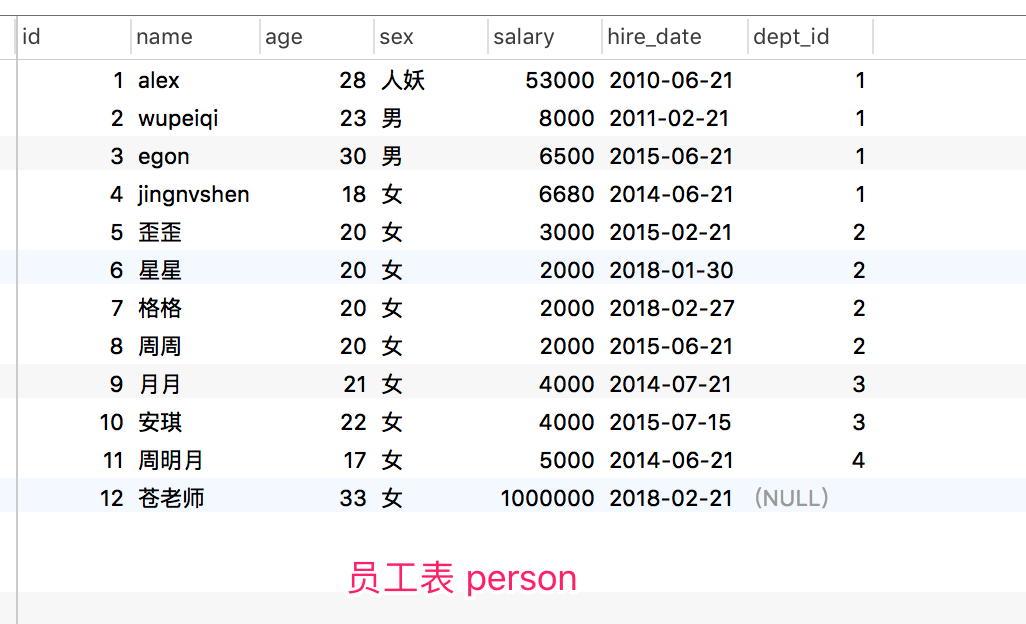 id name age sex salary hire_date dept_id
1 alex 28 人妖 53000 2010-06-21 1
2 wupeiqi 23 男 8000 2011-02-21 1
3 egon 30 男 6500 2015-06-21 1
4 jingnvshen 18 女 6680 2014-06-21 1
5 歪歪 20 女 3000 2015-02-21 2
6 星星 20 女 2000 2018-01-30 2
7 格格 20 女 2000 2018-02-27 2
8 周周 20 女 2000 2015-06-21 2
9 月月 21 女 4000 2014-07-21 3
10 安琪 22 女 4000 2015-07-15 3
11 周明月 17 女 5000 2014-06-21 4
12 苍老师 33 女 1000000 2018-02-21 (NULL)
员工表 person